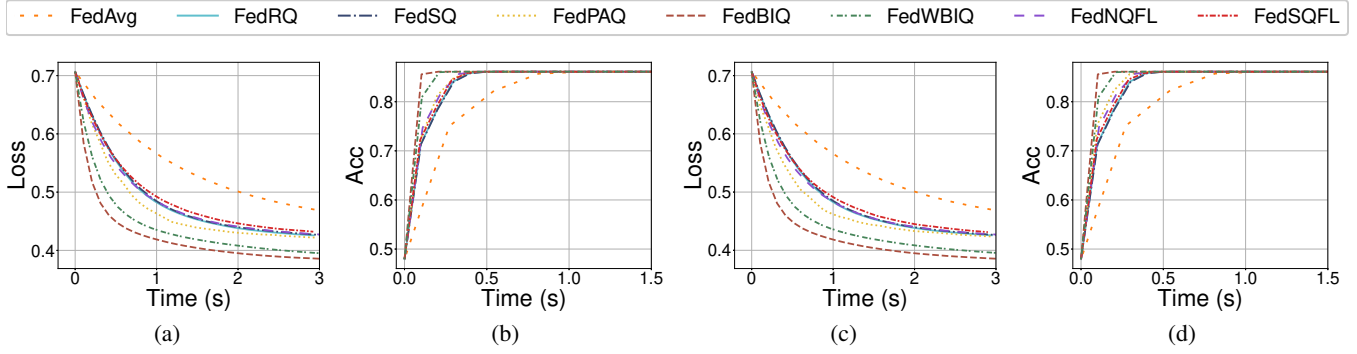 FedAvg FedRQ FedSQ FedPAQ FedBIQ FedWBIQ FedNQFL FedSQFL
0.7
0.6
0.5
0.4
Loss
0 1 2 3
Time (s)
(a)
0.8
0.7
0.6
0.5
Acc
0.0 0.5 1.0 1.5
Time (s)
(b)
0.7
0.6
0.5
0.4
Loss
0 1 2 3
Time (s)
(c)
0.8
0.7
0.6
0.5
Acc
0.0 0.5 1.0 1.5
Time (s)
(d)